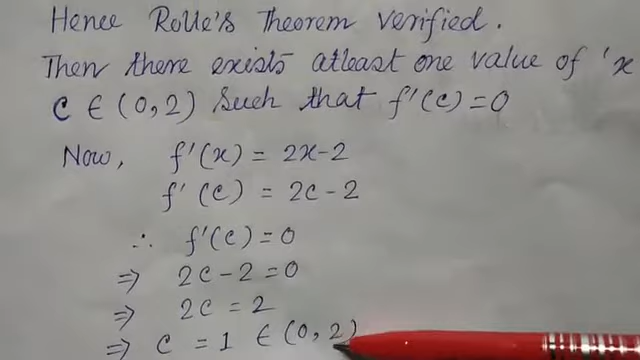 Hence Rolle's Theorem verified.
Then there exists atleast one value of 'x
C ∈ (0,2) such that f'(c) = 0
Now, f'(x) = 2x-2
f'(c) = 2c-2
∴ f'(c) = 0
⇒ 2c-2 = 0
⇒ 2c = 2
⇒ c = 1 ∈ (0,2)